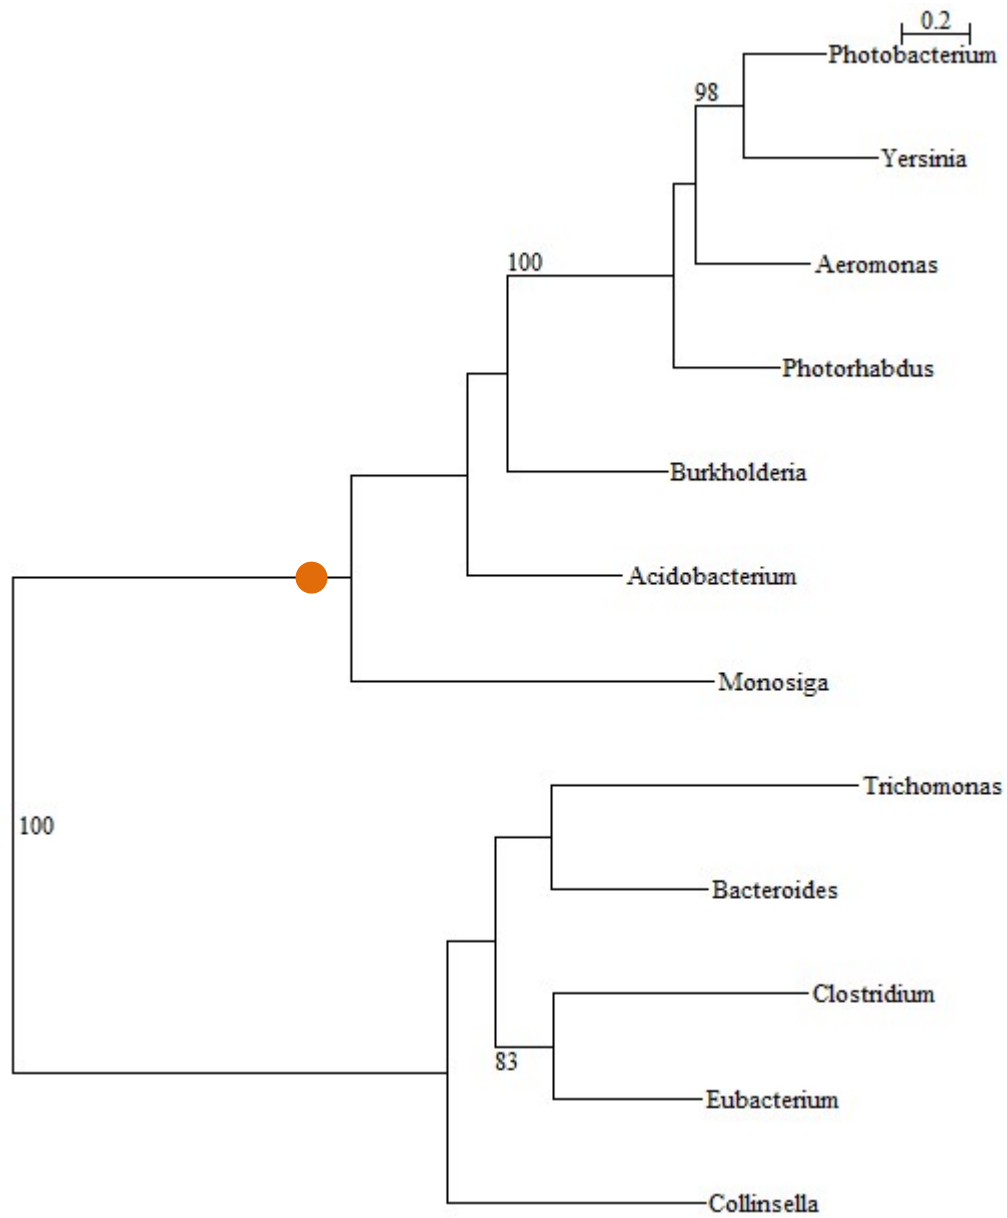 0.2
Photobacterium
98
Yersinia
100
Aeromonas
Photorhabdus
Burkholderia
Acidobacterium
Monosiga
Trichomonas
100
Bacteroides
Clostridium
83
Eubacterium
Collinsella